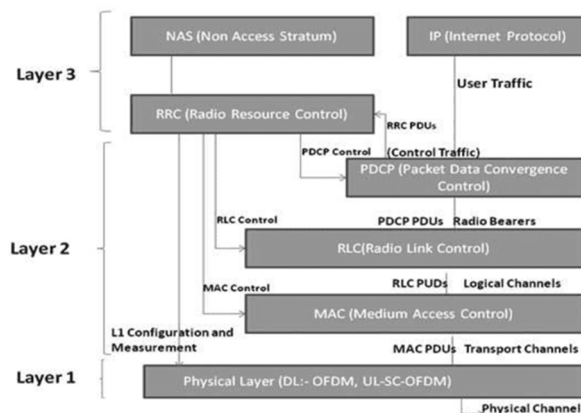 NAS (Non Access Stratum)
IP (Internet Protocol)
Layer 3
User Traffic
RRC (Radio Resource Control)
RRC PDUs
PDCP Control
(Control Traffic)
PDCP (Packet Data Convergence
Control)
RLC Control
PDCP PDUs Radio Bearers
Layer 2
RLC(Radio Link Control)
RLC PUDs Logical Channels
MAC Control
MAC (Medium Access Control)
L1 Configuration and
Measurement
MAC PDUs Transport Channels
Layer 1
Physical Layer (DL:- OFDM, UL-SC-OFDM)
Physical Channel